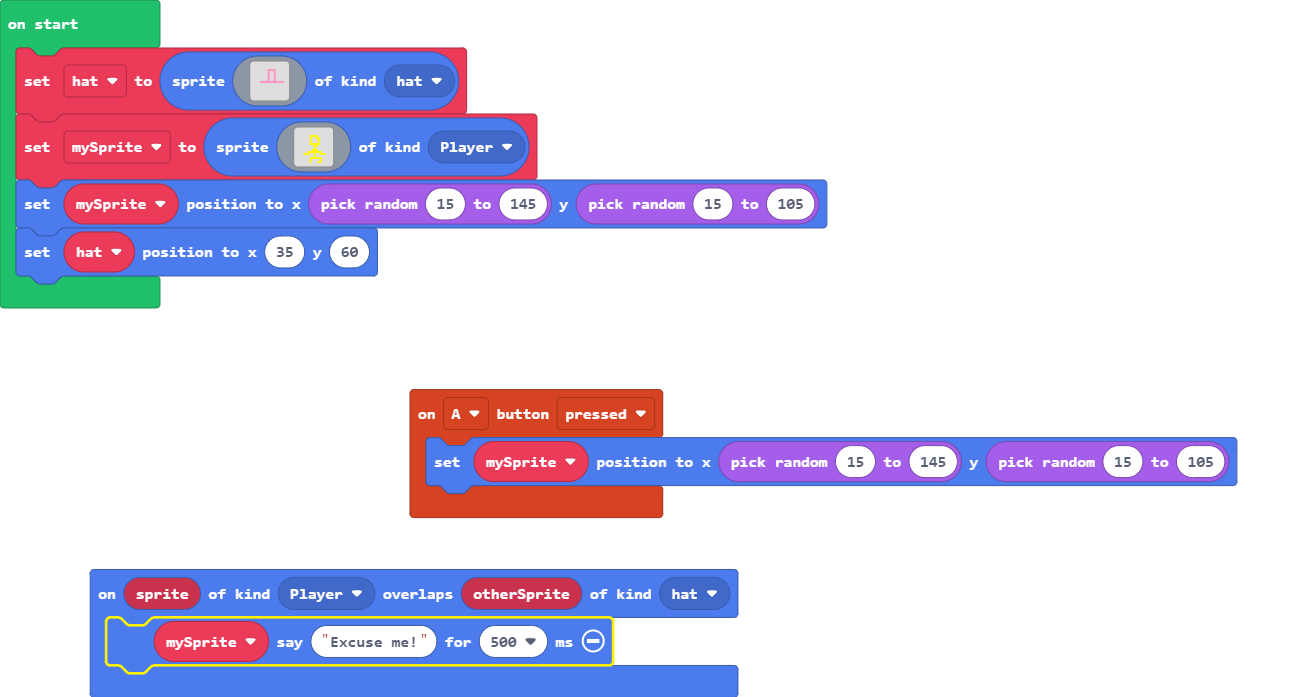 on start
set hat to sprite of kind hat
set mySprite to sprite of kind Player
set mySprite position to x pick random 15 to 145 y pick random 15 to 105
set hat position to x 35 y 60
on A button pressed
set mySprite position to x pick random 15 to 145 y pick random 15 to 105
on sprite of kind Player overlaps otherSprite of kind hat
mySprite say "Excuse me!" for 500 ms